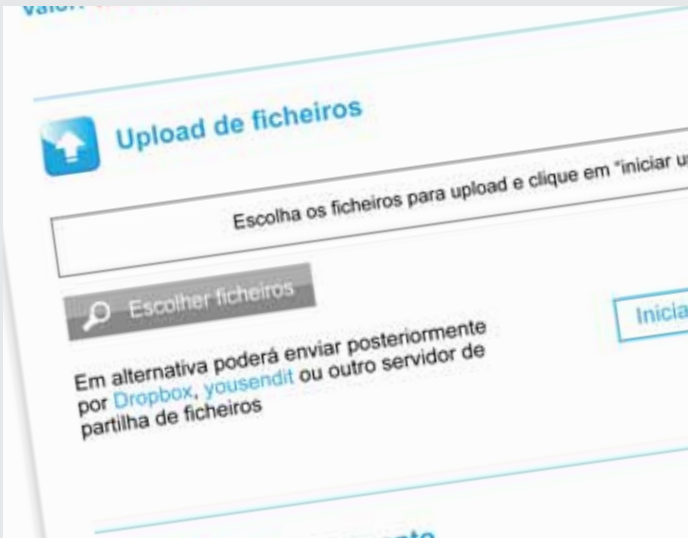 Valor:
Upload de ficheiros
Escolha os ficheiros para upload e clique em "iniciar
Escolher ficheiros
Em alternativa poderá enviar posteriormente
por Dropbox, yousendit ou outro servidor de
partilha de ficheiros